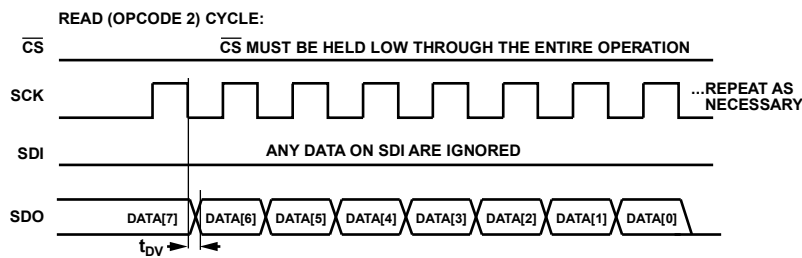 READ (OPCODE 2) CYCLE:
CS
CS MUST BE HELD LOW THROUGH THE ENTIRE OPERATION
SCK
...REPEAT AS
NECESSARY
SDI
ANY DATA ON SDI ARE IGNORED
SDO
DATA[7] DATA[6] DATA[5] DATA[4] DATA[3] DATA[2] DATA[1] DATA[0]
tDV